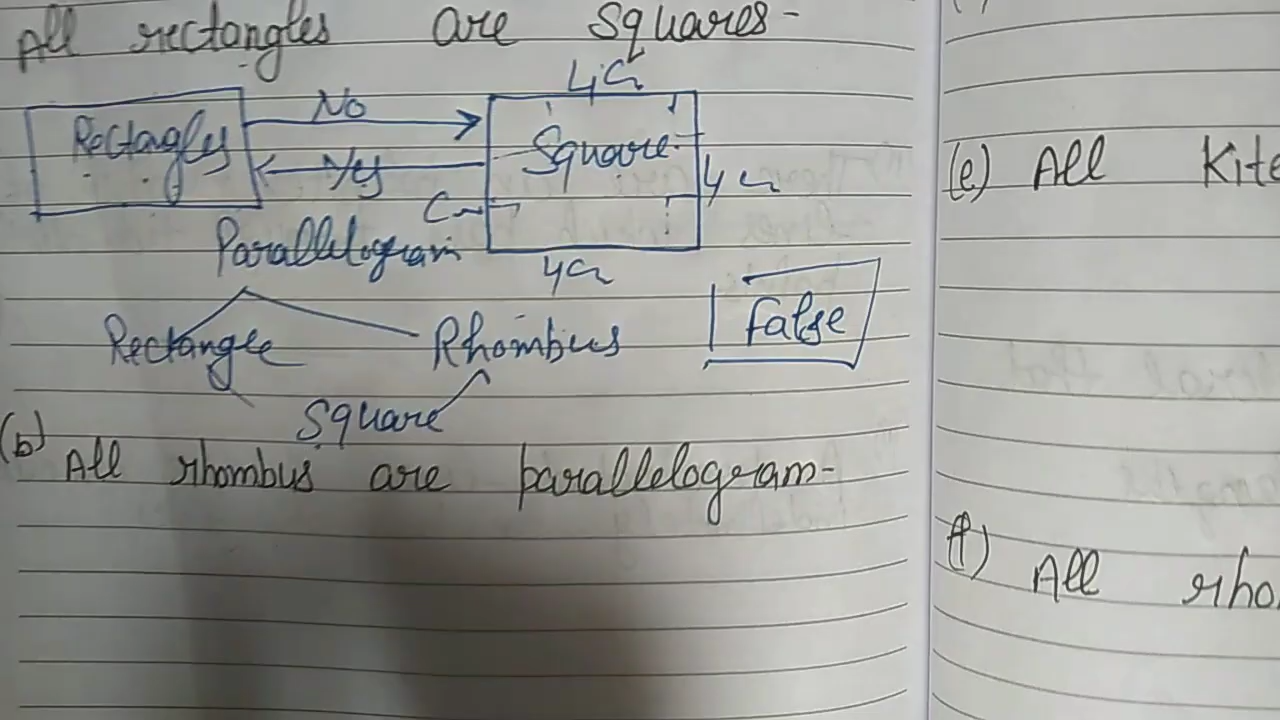 All rectangles are Squares-
4cm
Rectangles No Square
Yes
4cm
Parallelogram
4cm
Rectangle Rhombus False
Square
(b) All rhombus are parallelogram-
(e) All Kite
(f) All rho